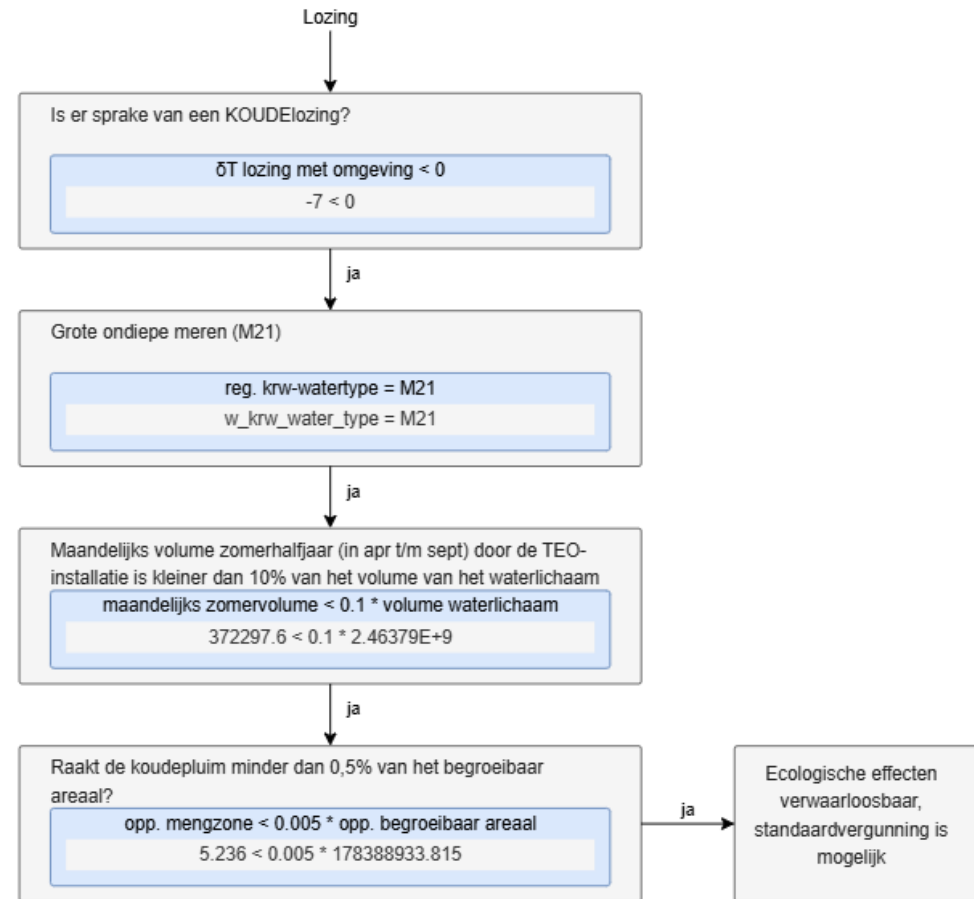 Lozing
Is er sprake van een KOUDElozing?
δT lozing met omgeving < 0
-7 < 0
ja
Grote ondiepe meren (M21)
reg. krw-watertype = M21
w_krw_water_type = M21
ja
Maandelijks volume zomerhalfjaar (in apr t/m sept) door de TEO-
installatie is kleiner dan 10% van het volume van het waterlichaam
maandelijks zomervolume < 0.1 * volume waterlichaam
372297.6 < 0.1 * 2.46379E+9
ja
Raakt de koudepluim minder dan 0,5% van het begroeibaar
areaal?
opp. mengzone < 0.005 * opp. begroeibaar areaal
5.236 < 0.005 * 178388933.815
ja
Ecologische effecten
verwaarloosbaar,
standaardvergunning is
mogelijk